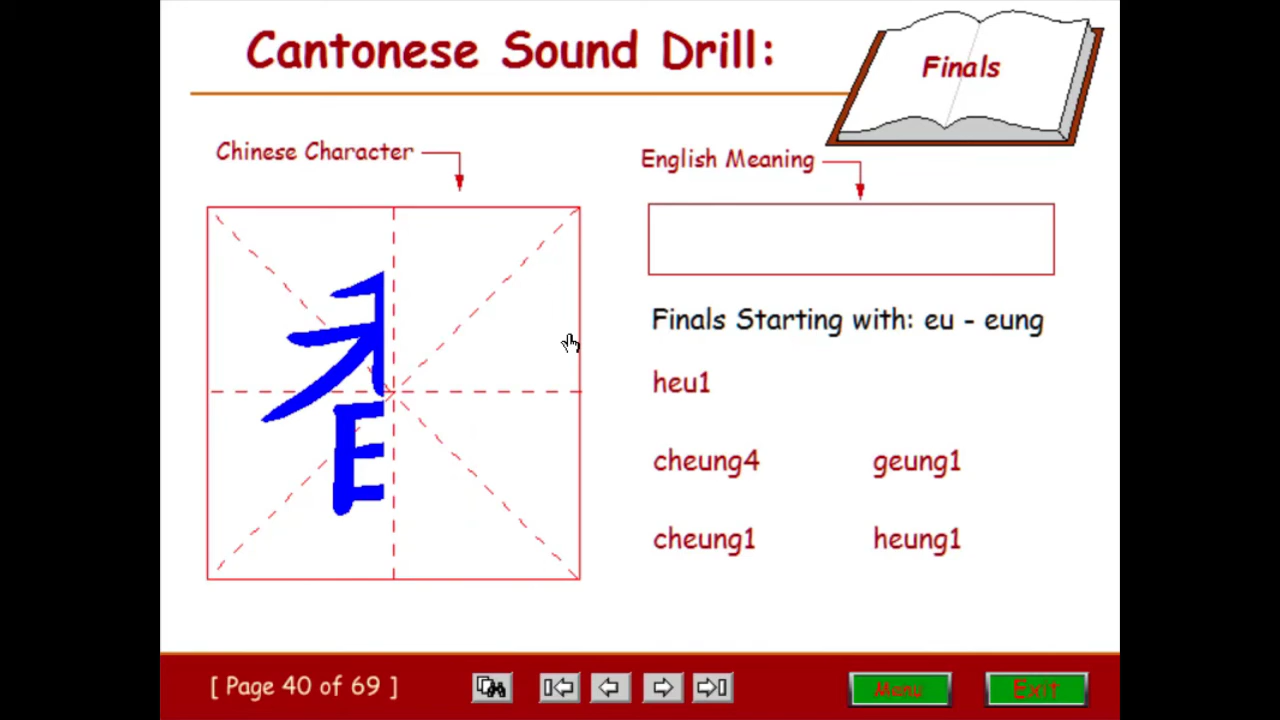 Cantonese Sound Drill:
Finals
Chinese Character
English Meaning
Finals Starting with: eu - eung
heu1
cheung4 geung1
cheung1 heung1
[ Page 40 of 69 ]
Menu Exit